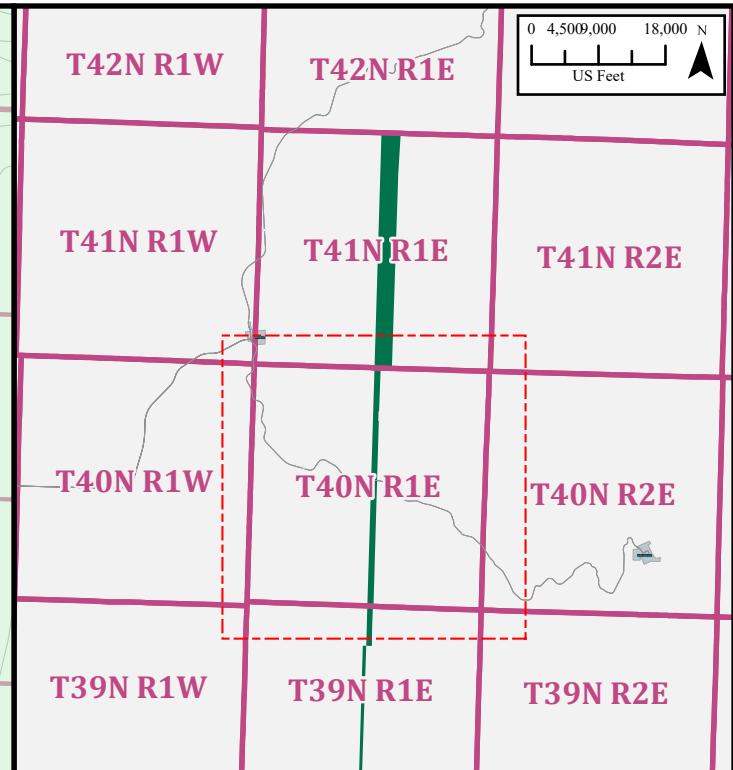 0 4,500 9,000 18,000 N
US Feet
T42N R1W
T42N R1E
T41N R1W
T41N R1E
T41N R2E
T40N R1W
T40N R1E
T40N R2E
T39N R1W
T39N R1E
T39N R2E